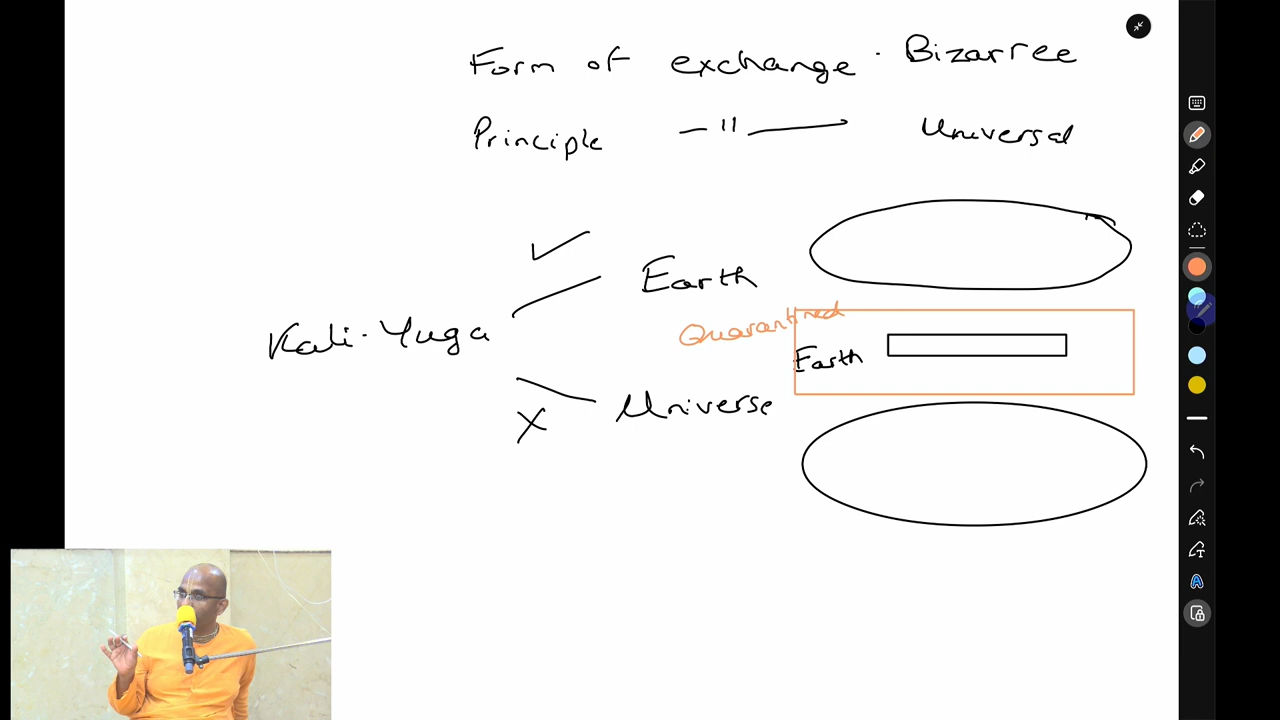 Form of exchange · Bizarree
Principle — " — Universal
Earth
Kali-Yuga
Quarantined
Earth
Universe
X